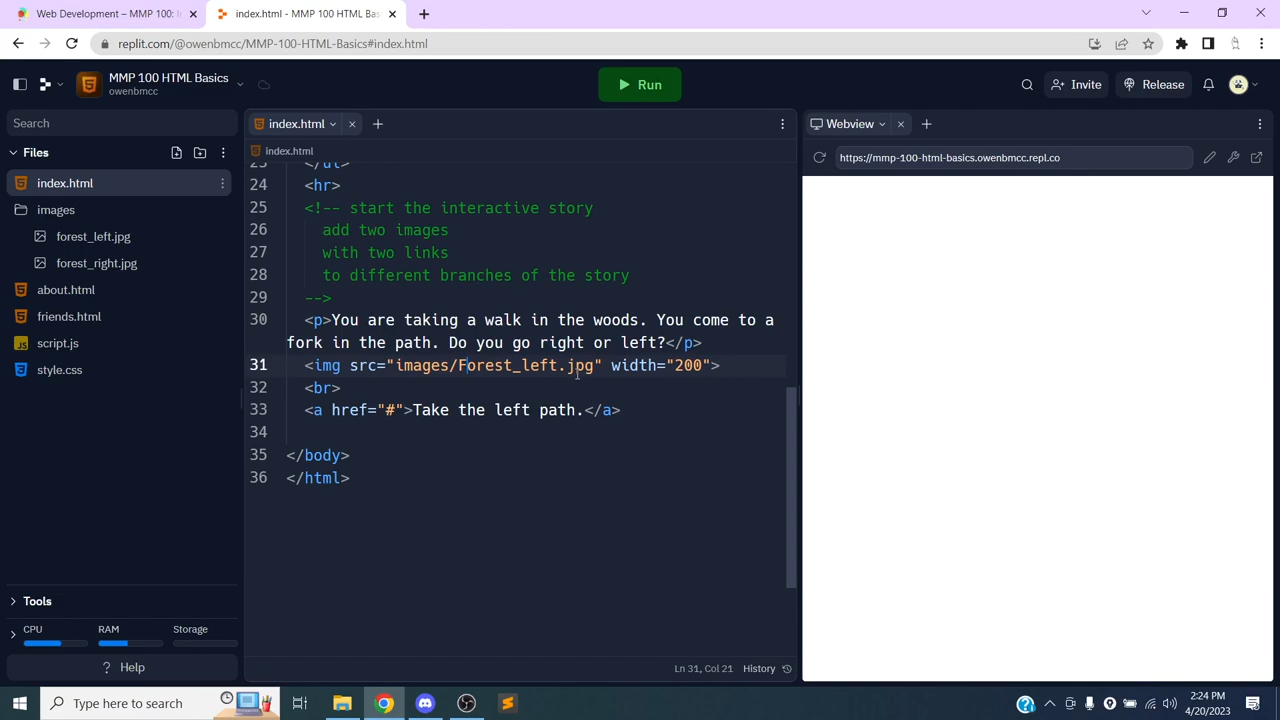 Web Development – MMP 100: I
index.html - MMP 100 HTML Bas
replit.com/@owenbmcc/MMP-100-HTML-Basics#index.html
MMP 100 HTML Basics
owenbmcc
Run
Invite
Release
Search
Files
index.html
images
forest_left.jpg
forest_right.jpg
about.html
friends.html
script.js
style.css
Tools
CPU
RAM
Storage
? Help
index.html
index.html
23 </ul>
24 <hr>
25 <!-- start the interactive story
26 add two images
27 with two links
28 to different branches of the story
29 -->
30 <p>You are taking a walk in the woods. You come to a
fork in the path. Do you go right or left?</p>
31 <img src="images/Forest_left.jpg" width="200">
32 <br>
33 <a href="#">Take the left path.</a>
34
35 </body>
36 </html>
Ln 31, Col 21
History
Webview
https://mmp-100-html-basics.owenbmcc.repl.co
Type here to search
2:24 PM
4/20/2023